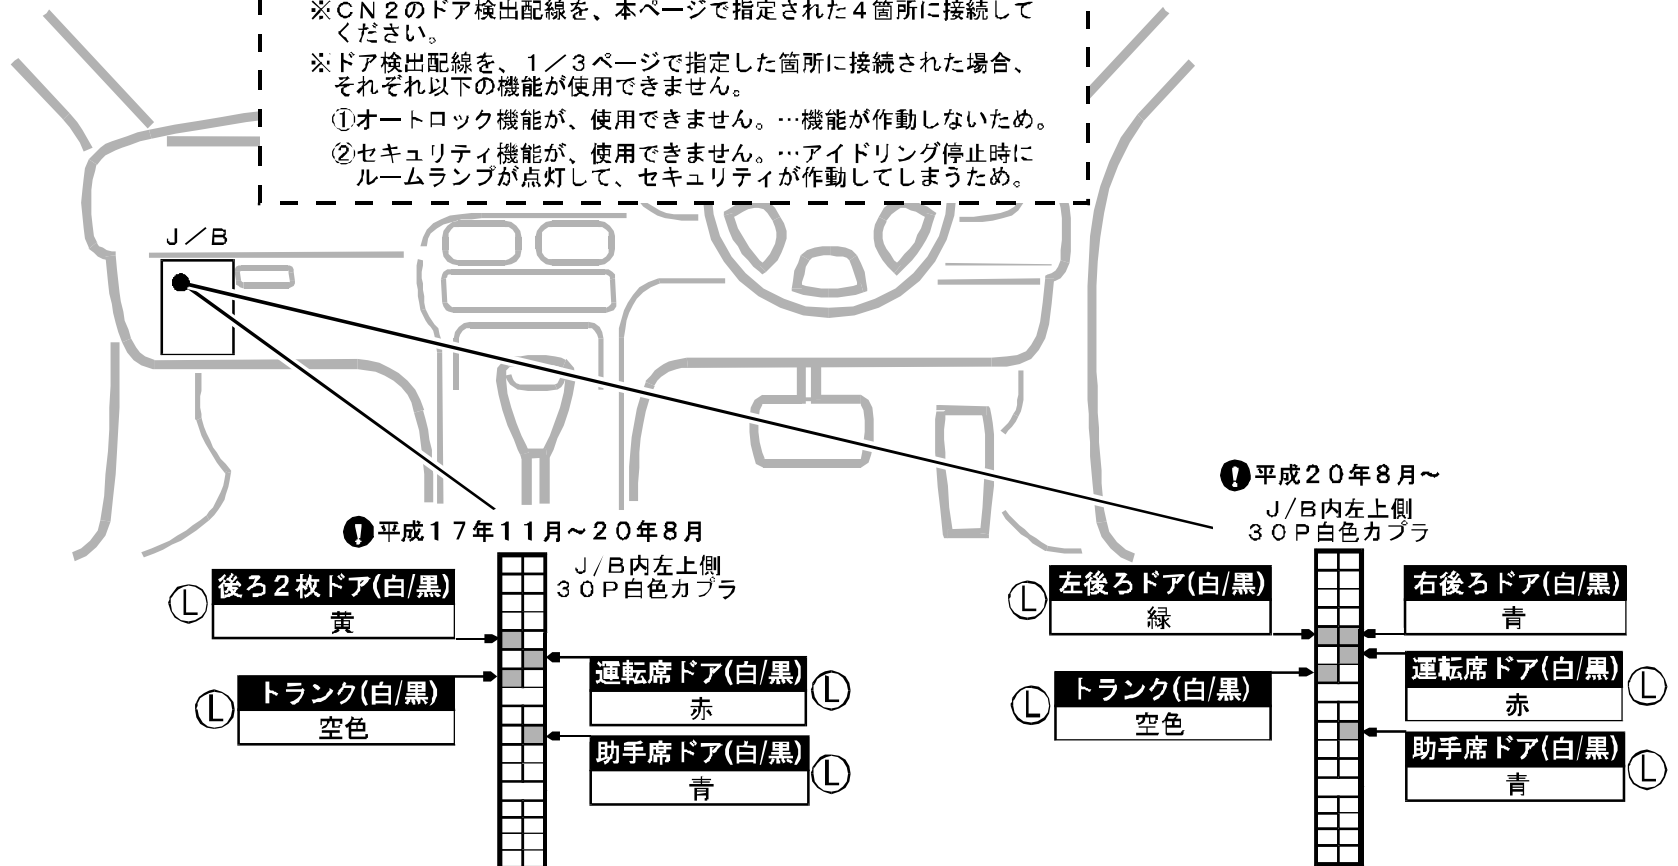 ※ＣＮ２のドア検出配線を、本ページで指定された４箇所に接続して
ください。
※ドア検出配線を、１／３ページで指定した箇所に接続された場合、
それぞれ以下の機能が使用できません。
①オートロック機能が、使用できません。…機能が作動しないため。
②セキュリティ機能が、使用できません。…アイドリング停止時に
ルームランプが点灯して、セキュリティが作動してしまうため。
Ｊ／Ｂ
!平成１７年１１月～２０年８月
Ｊ/Ｂ内左上側
３０Ｐ白色カプラ
Ⓛ
後ろ２枚ドア(白/黒)
黄
Ⓛ
トランク(白/黒)
空色
運転席ドア(白/黒)
赤
Ⓛ
助手席ドア(白/黒)
青
Ⓛ
!平成２０年８月～
Ｊ/Ｂ内左上側
３０Ｐ白色カプラ
Ⓛ
左後ろドア(白/黒)
緑
Ⓛ
トランク(白/黒)
空色
右後ろドア(白/黒)
青
運転席ドア(白/黒)
赤
Ⓛ
助手席ドア(白/黒)
青
Ⓛ